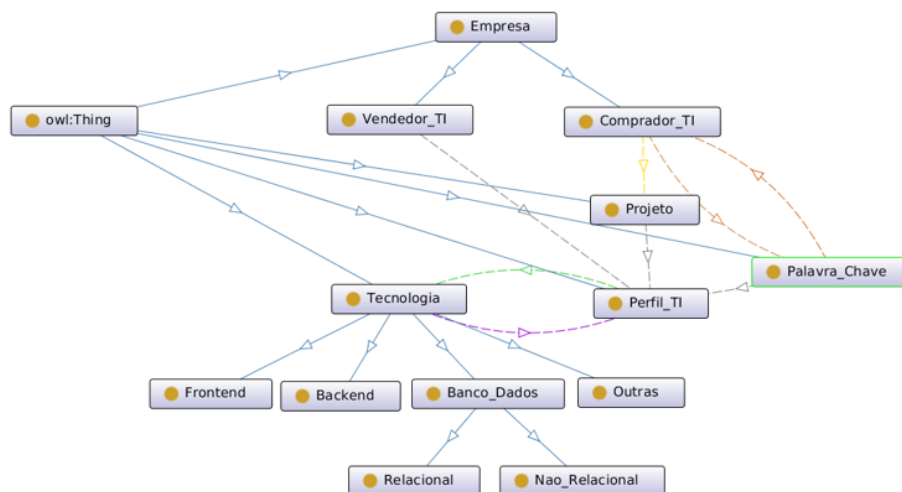 Empresa
owl:Thing
Vendedor_TI
Comprador_TI
Projeto
Palavra_Chave
Tecnologia
Perfil_TI
Frontend
Backend
Banco_Dados
Outras
Relacional
Nao_Relacional